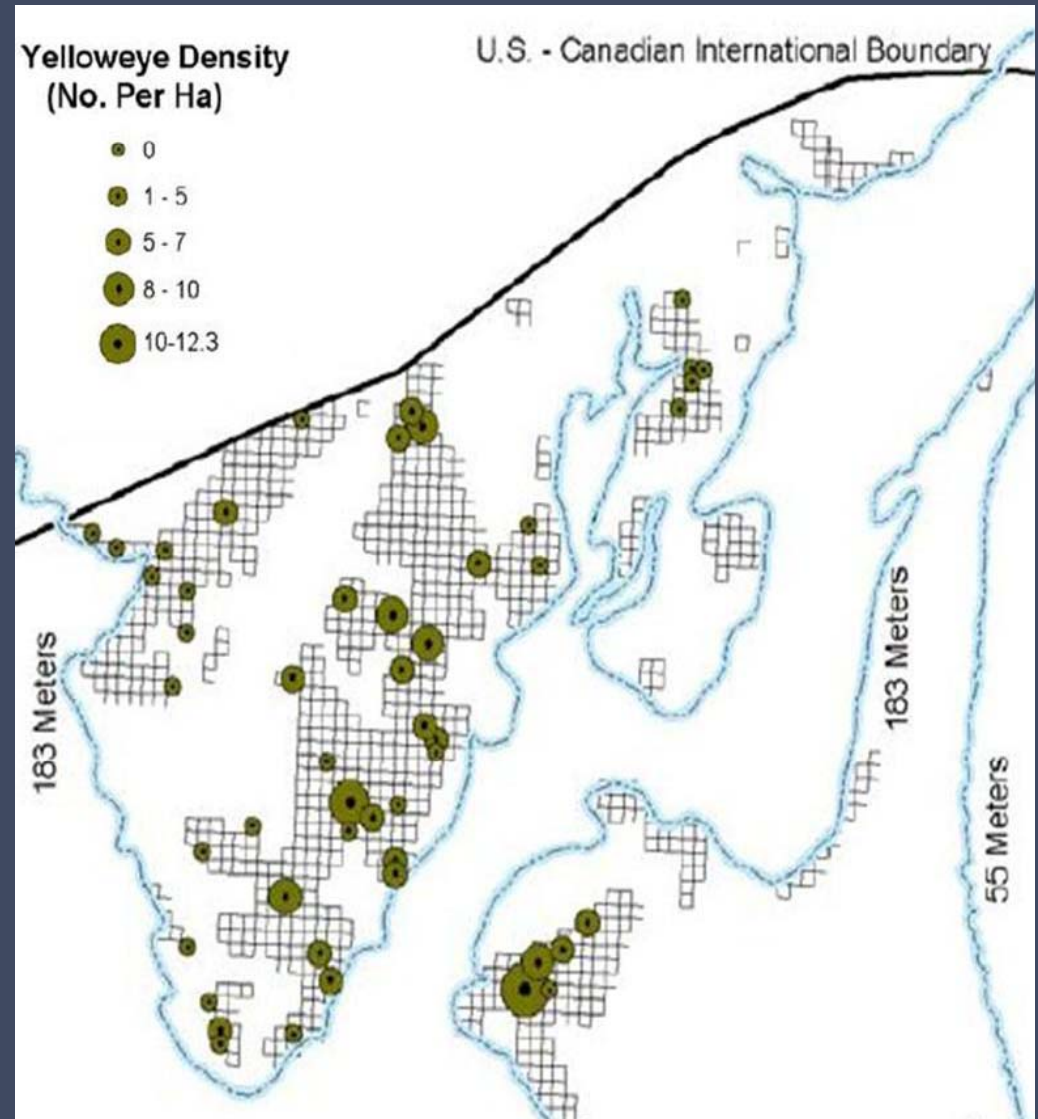 Yelloweye Density
(No. Per Ha)
0
1 - 5
5 - 7
8 - 10
10-12.3
U.S. - Canadian International Boundary
183 Meters
183 Meters
55 Meters